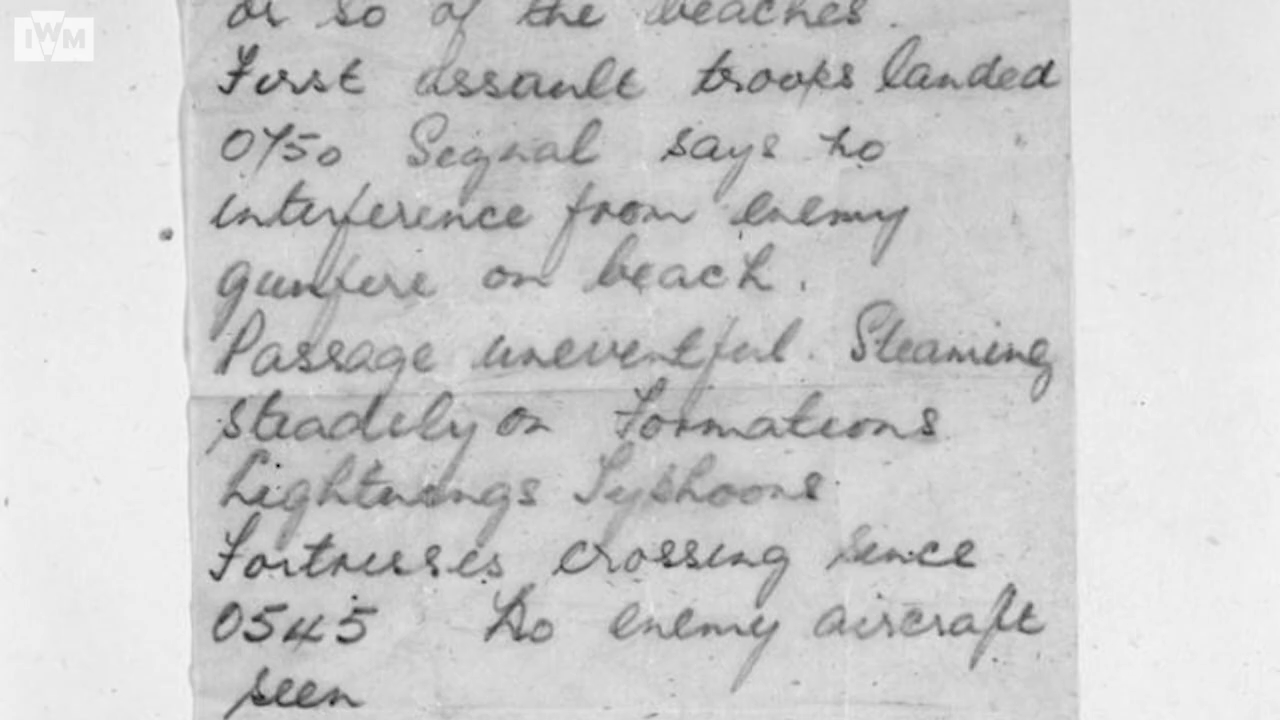 IWM
or so of the beaches.
First assault troops landed
0750 Signal says no
interference from enemy
gunfire on beach.
Passage uneventful. Steaming
steadily on Formations
Lightnings Typhoons
Fortresses crossing since
0545 No enemy aircraft
seen